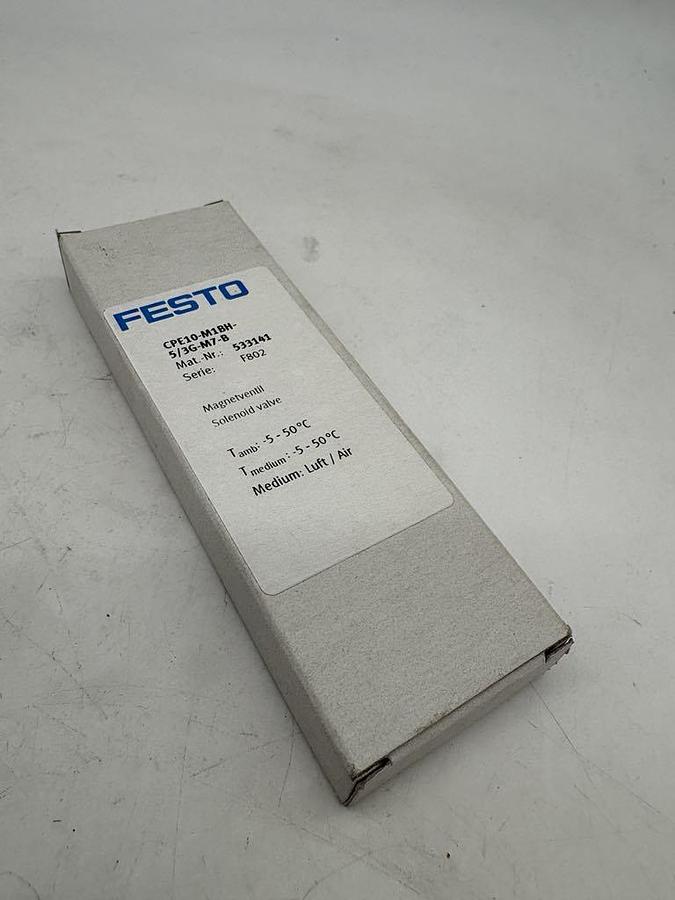 FESTO
CPE10-M1BH-
5/3G-M7-B
Mat.-Nr.: 533141
Serie: F802
Magnetventil
Solenoid valve
Tamb: -5 - 50 °C
Tmedium: -5 - 50 °C
Medium: Luft / Air